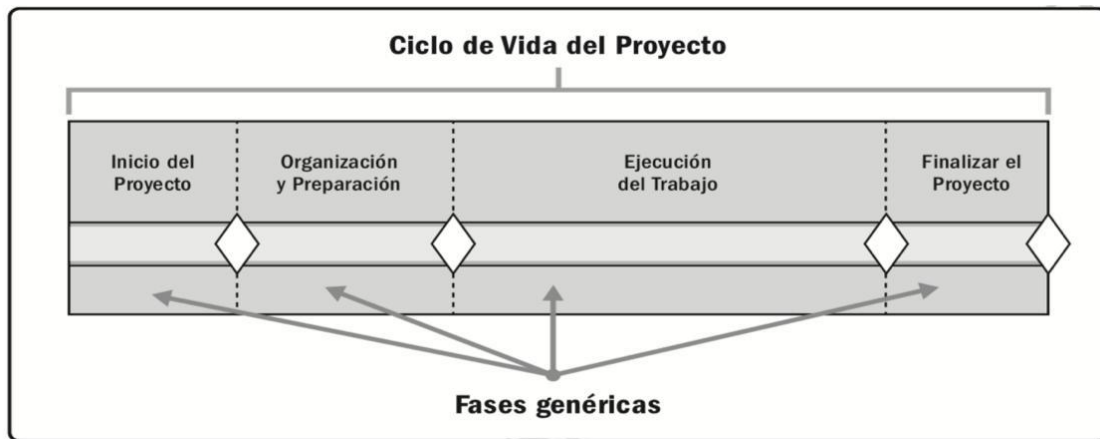 Ciclo de Vida del Proyecto
Inicio del
Proyecto
Organización
y Preparación
Ejecución
del Trabajo
Finalizar el
Proyecto
Fases genéricas